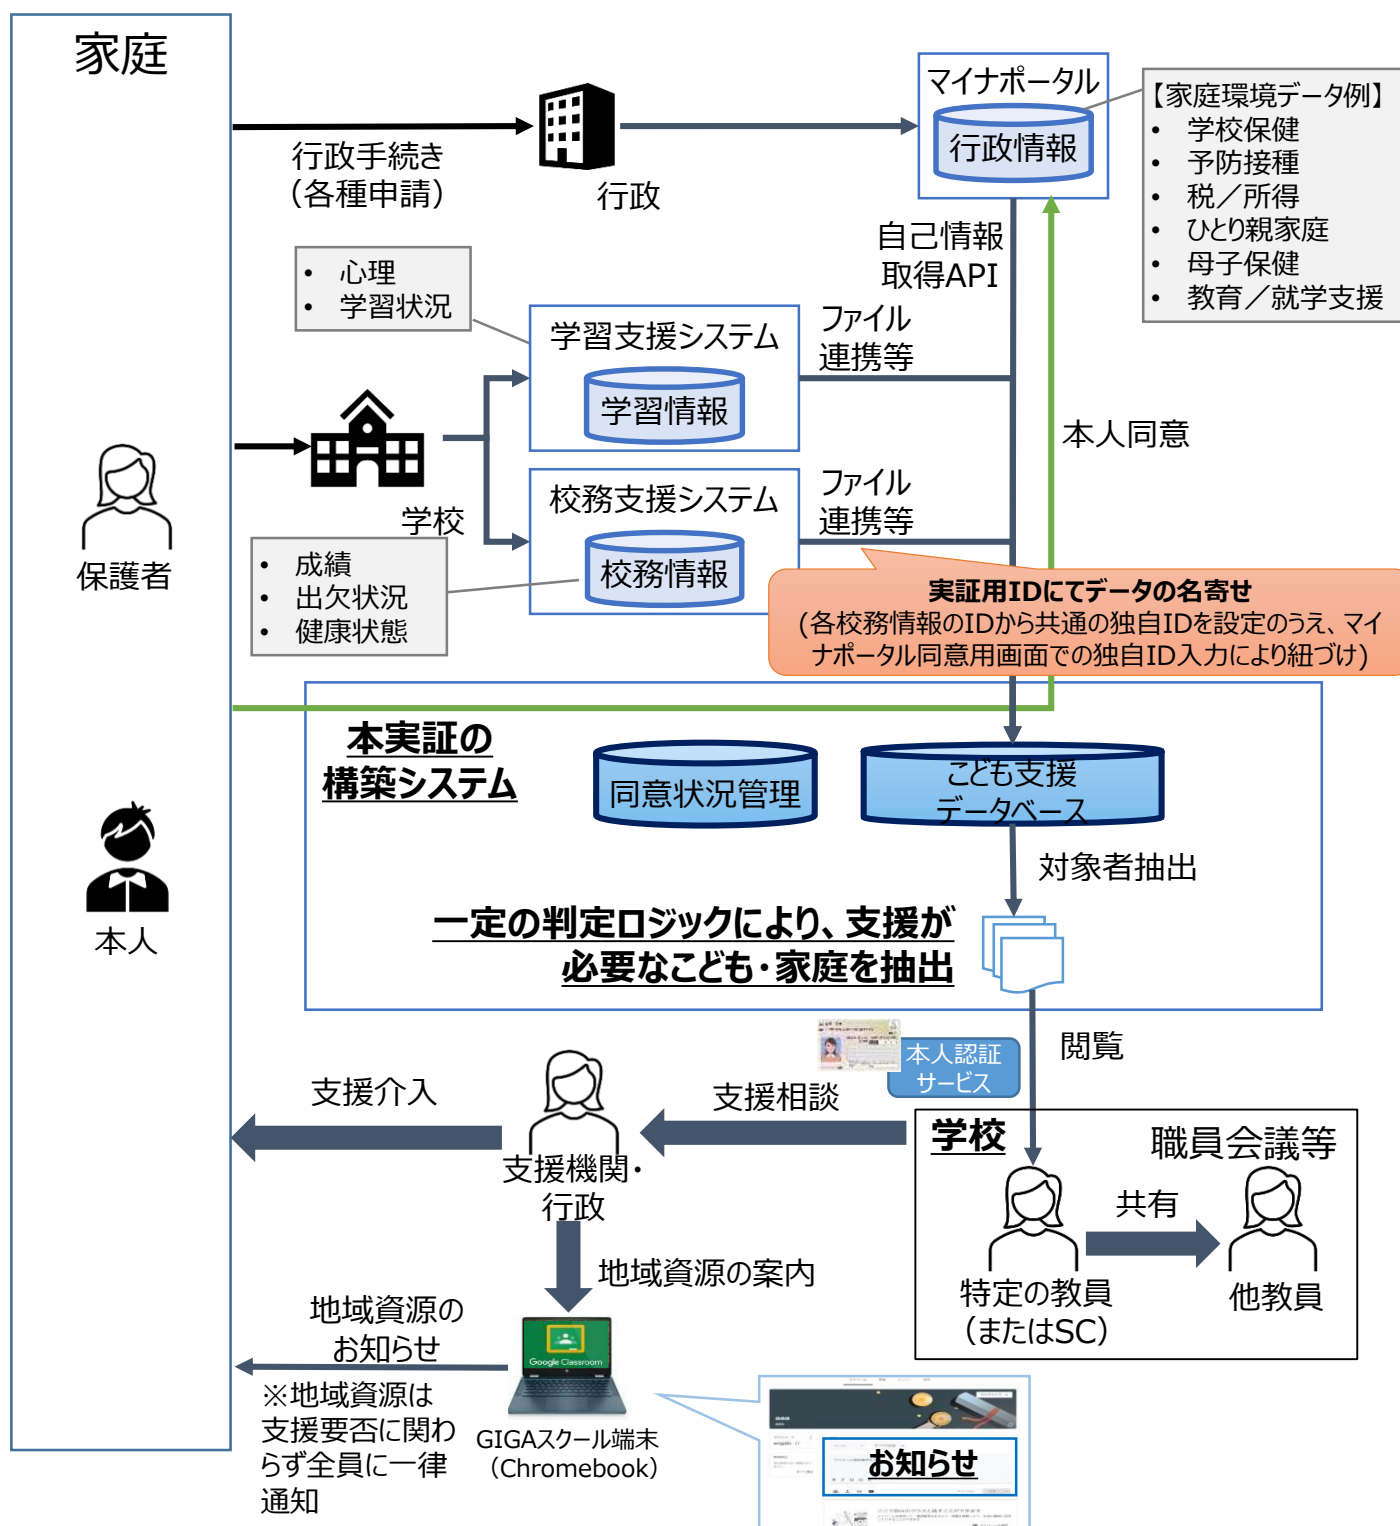 家庭
行政手続き
（各種申請）
行政
マイナポータル
行政情報
【家庭環境データ例】
• 学校保健
• 予防接種
• 税／所得
• ひとり親家庭
• 母子保健
• 教育／就学支援
自己情報
取得API
• 心理
• 学習状況
学習支援システム
学習情報
ファイル
連携等
本人同意
学校
校務支援システム
校務情報
ファイル
連携等
• 成績
• 出欠状況
• 健康状態
保護者
実証用IDにてデータの名寄せ
(各校務情報のIDから共通の独自IDを設定のうえ、マイ
ナポータル同意用画面での独自ID入力により紐づけ)
本実証の
構築システム
同意状況管理
こども支援
データベース
対象者抽出
本人
一定の判定ロジックにより、支援が
必要なこども・家庭を抽出
閲覧
本人認証
サービス
支援介入
支援相談
支援機関・
行政
学校
職員会議等
共有
特定の教員
（またはSC）
他教員
地域資源の案内
地域資源の
お知らせ
Google Classroom
※地域資源は
支援要否に関わ
らず全員に一律
通知
GIGAスクール端末
（Chromebook）
お知らせ